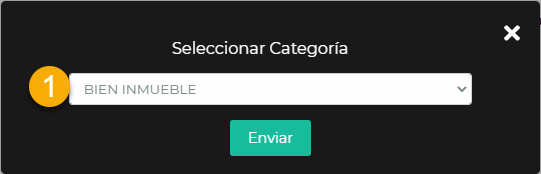 Seleccionar Categoría
1
BIEN INMUEBLE
Enviar